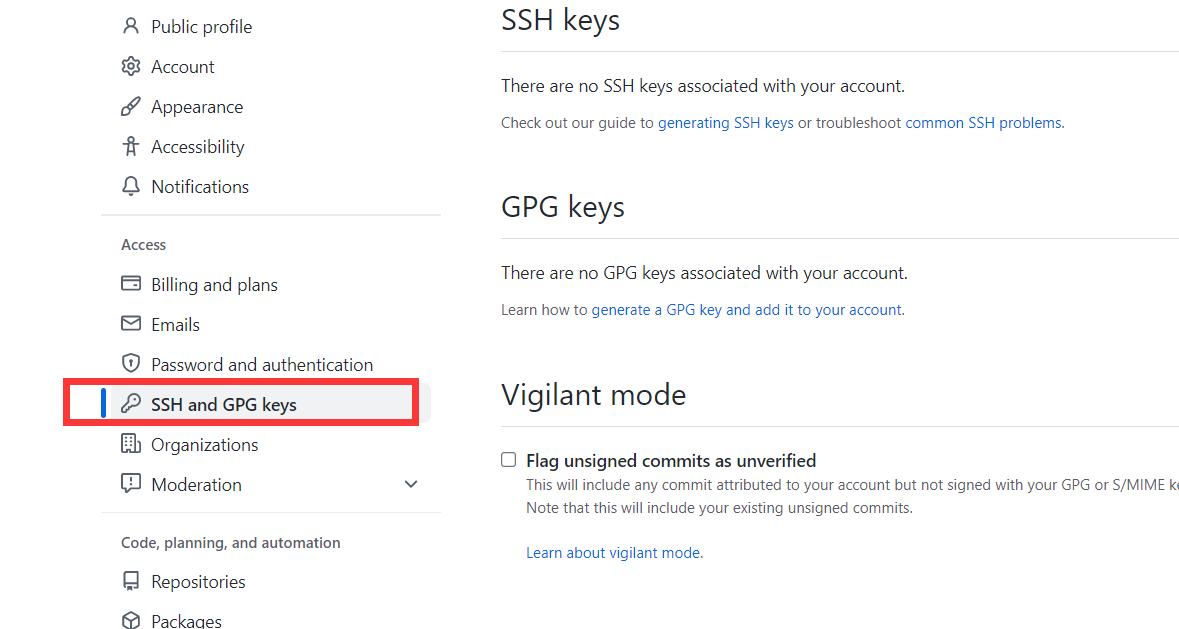 Public profile
Account
Appearance
Accessibility
Notifications
Access
Billing and plans
Emails
Password and authentication
SSH and GPG keys
Organizations
Moderation
Code, planning, and automation
Repositories
Packages
SSH keys
There are no SSH keys associated with your account.
Check out our guide to generating SSH keys or troubleshoot common SSH problems.
GPG keys
There are no GPG keys associated with your account.
Learn how to generate a GPG key and add it to your account.
Vigilant mode
Flag unsigned commits as unverified
This will include any commit attributed to your account but not signed with your GPG or S/MIME ke
Note that this will include your existing unsigned commits.
Learn about vigilant mode.